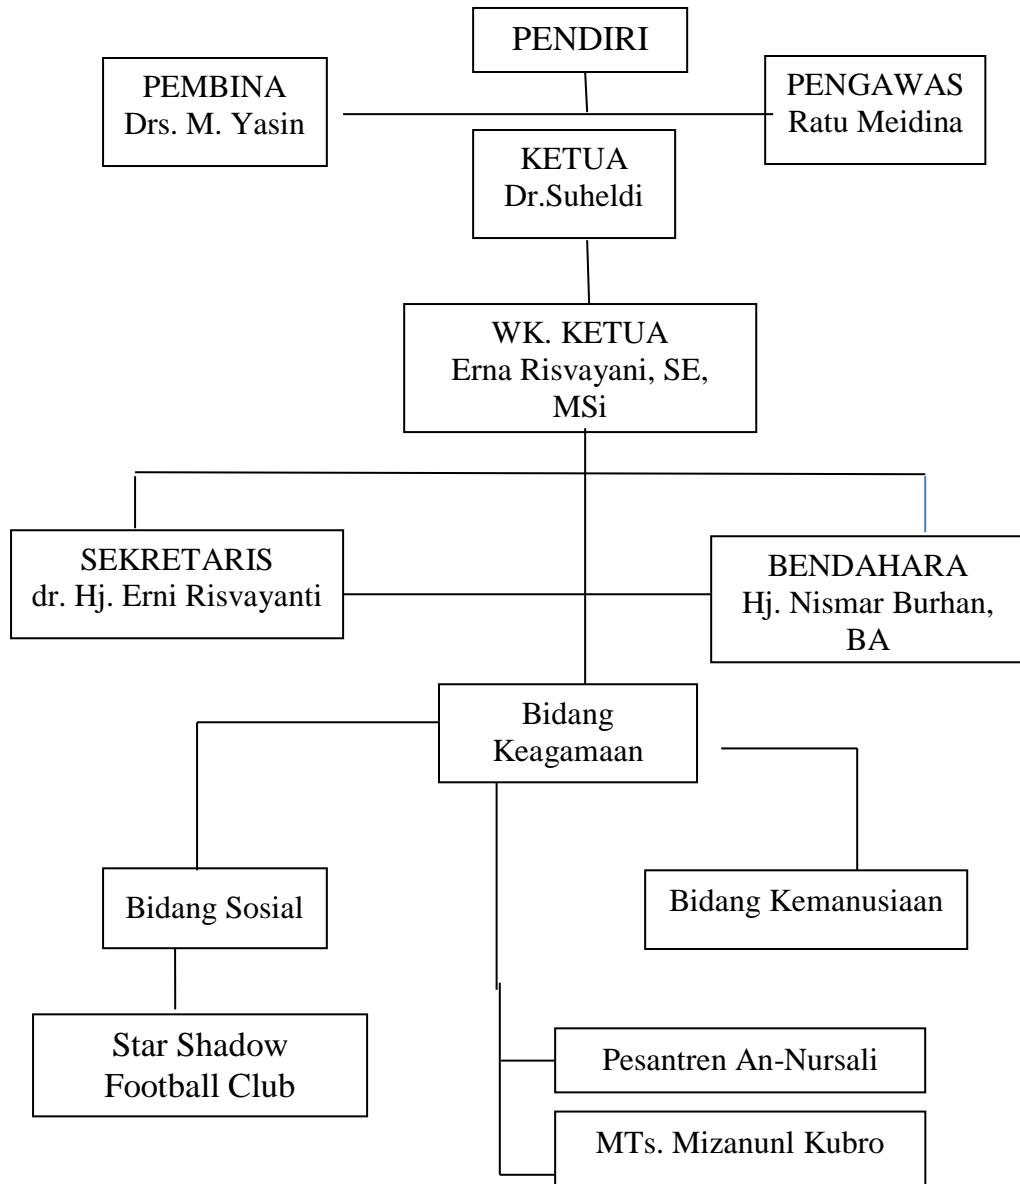 PENDIRI
PEMBINA
Drs. M. Yasin
PENGAWAS
Ratu Meidina
KETUA
Dr.Suheldi
WK. KETUA
Erna Risvayani, SE,
MSi
SEKRETARIS
dr. Hj. Erni Risvayanti
BENDAHARA
Hj. Nismar Burhan,
BA
Bidang
Keagamaan
Bidang Sosial
Bidang Kemanusiaan
Star Shadow
Football Club
Pesantren An-Nursali
MTs. Mizanunl Kubro